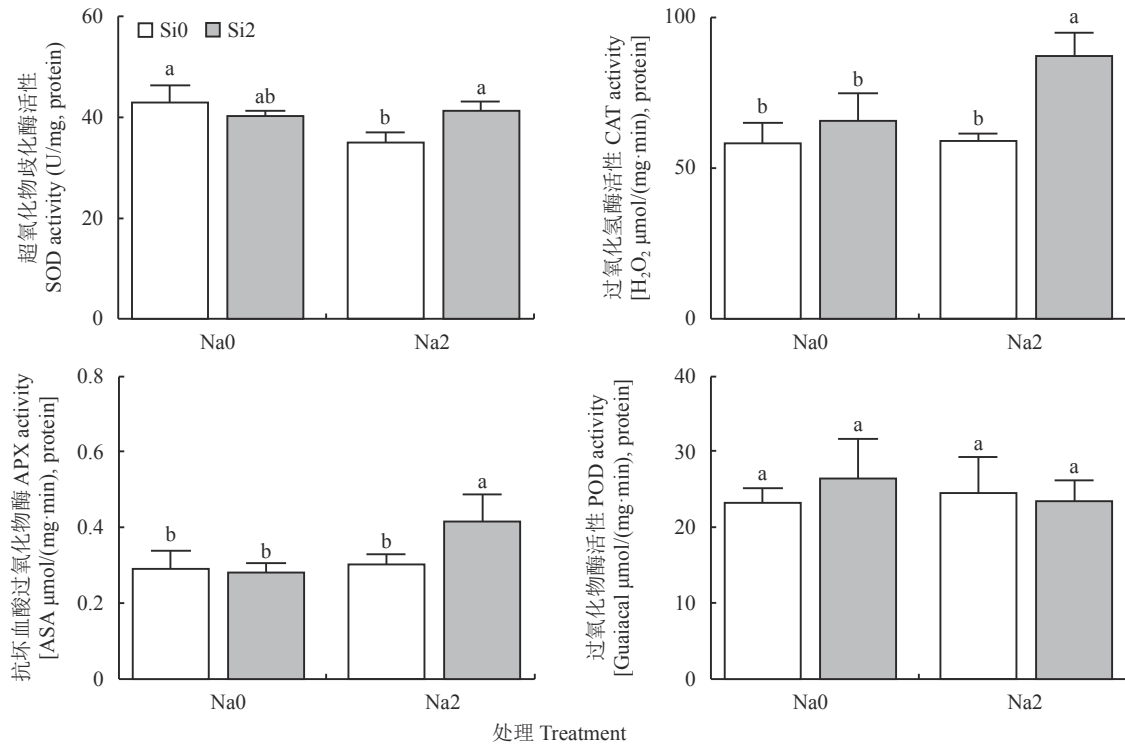 60
Si0 Si2
a
ab
b
a
40
20
0
Na0 Na2
超氧化物歧化酶活性
SOD activity (U/mg, protein)
100
b
b
b
a
50
0
Na0 Na2
过氧化氢酶活性 CAT activity
[H₂O₂ μmol/(mg·min), protein]
0.8
0.6
b
b
b
a
0.4
0.2
0
Na0 Na2
抗坏血酸过氧化物酶 APX activity
[ASA μmol/(mg·min), protein]
40
30
a
a
a
a
20
10
0
Na0 Na2
过氧化物酶活性 POD activity
[Guaiacal μmol/(mg·min), protein]
处理 Treatment